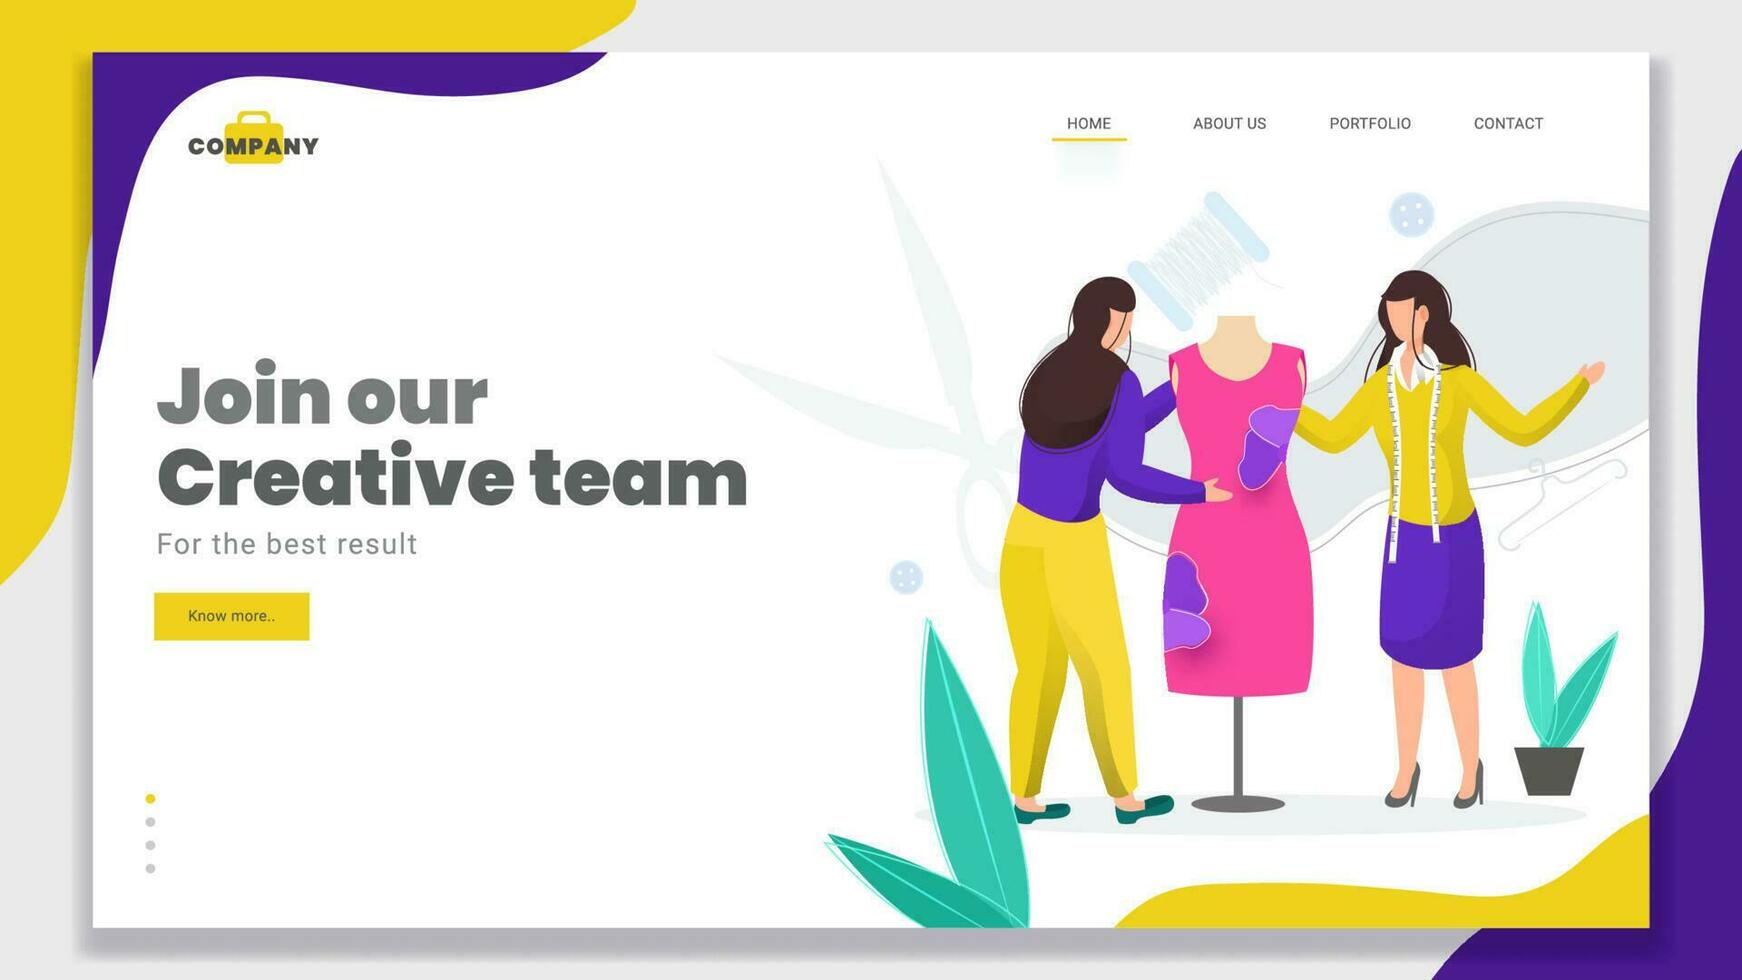 COMPANY
HOME
ABOUT US
PORTFOLIO
CONTACT
Join our
Creative team
For the best result
Know more..